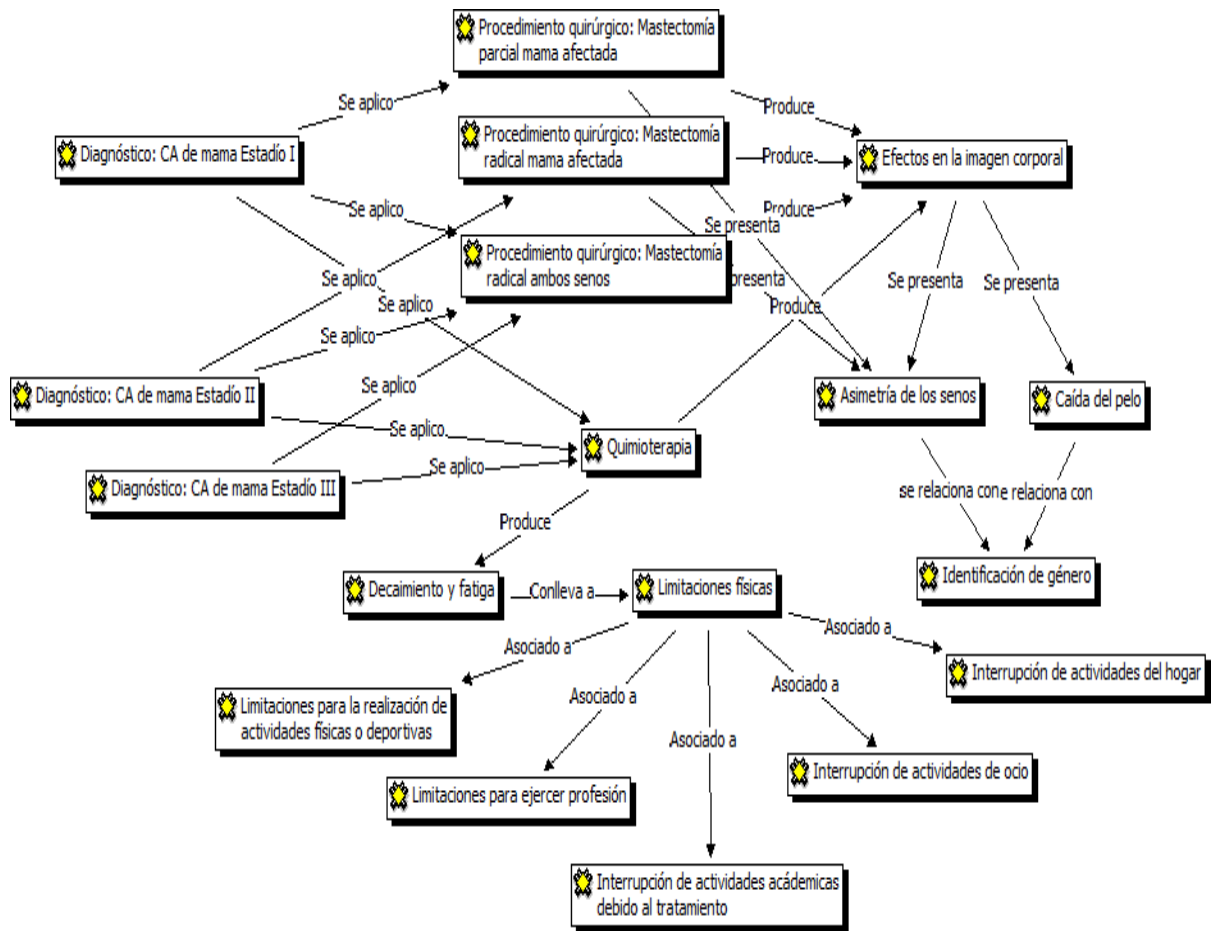 Procedimiento quirúrgico: Mastectomía
parcial mama afectada
Se aplico
Produce
Diagnóstico: CA de mama Estadío I
Procedimiento quirúrgico: Mastectomía
radical mama afectada
Produce
Efectos en la imagen corporal
Se aplico
Produce
Se presenta
Procedimiento quirúrgico: Mastectomía
radical ambos senos
Se aplico
presenta
Se presenta
Se presenta
Se aplico
Produce
Se aplico
Diagnóstico: CA de mama Estadío II
Se aplico
Asimetría de los senos
Caída del pelo
Se aplico
Quimioterapia
Se aplico
Diagnóstico: CA de mama Estadío III
se relaciona con
e relaciona con
Produce
Decaimiento y fatiga
Conlleva a
Limitaciones físicas
Identificación de género
Asociado a
Asociado a
Interrupción de actividades del hogar
Limitaciones para la realización de
actividades físicas o deportivas
Asociado a
Asociado a
Asociado a
Interrupción de actividades de ocio
Limitaciones para ejercer profesión
Interrupción de actividades acádemicas
debido al tratamiento